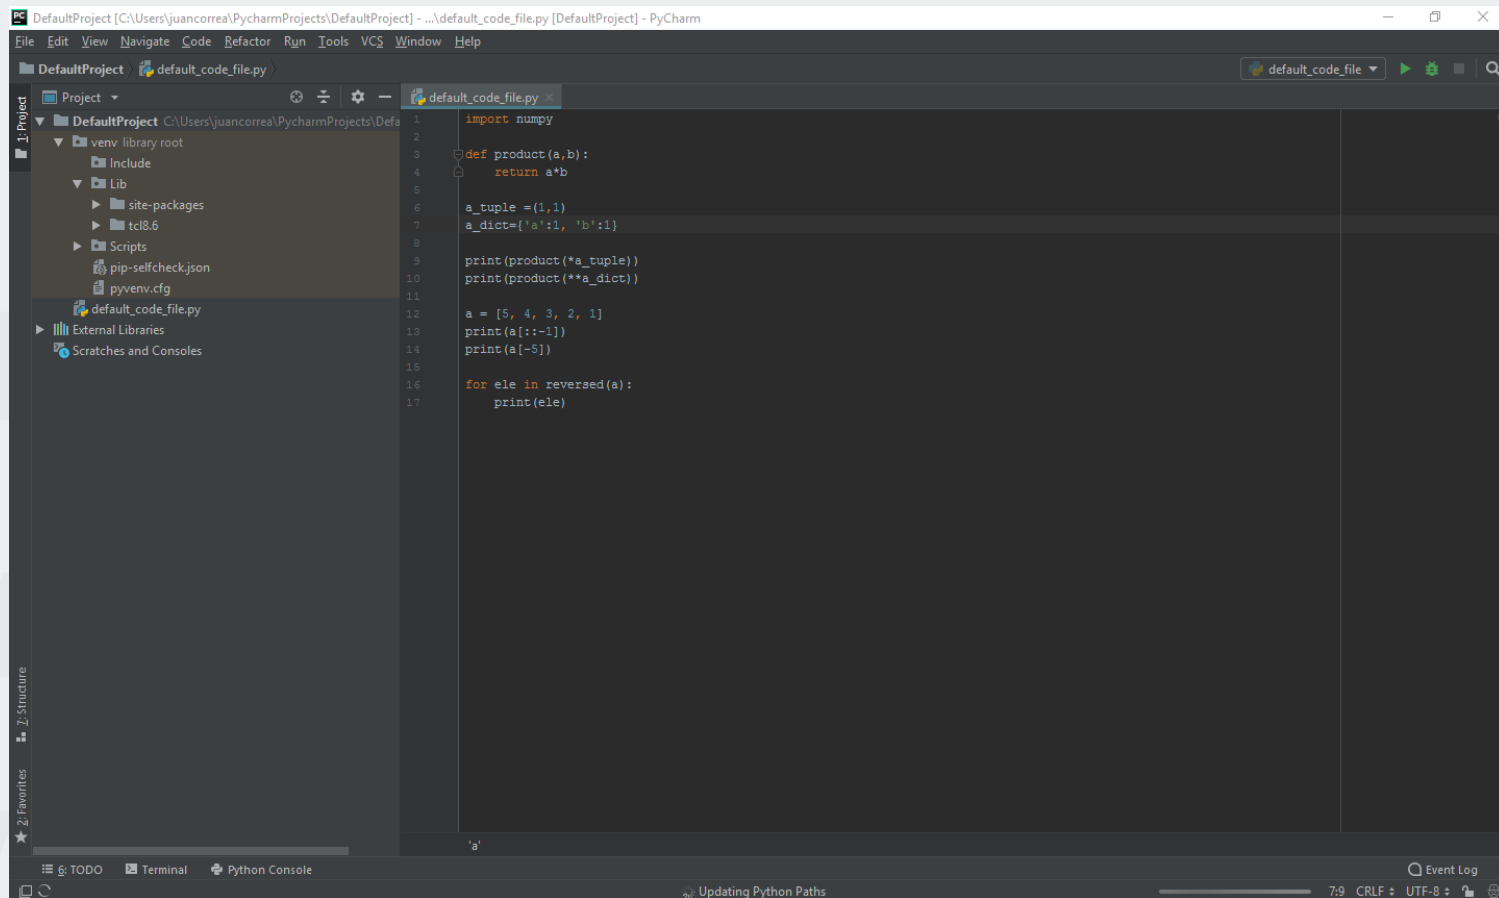 DefaultProject [C:\Users\juancorrea\PycharmProjects\DefaultProject] - ...\default_code_file.py [DefaultProject] - PyCharm
File Edit View Navigate Code Refactor Run Tools VCS Window Help
DefaultProject default_code_file.py default_code_file
1: Project
Project
DefaultProject C:\Users\juancorrea\PycharmProjects\Defa
venv library root
Include
Lib
site-packages
tcl8.6
Scripts
pip-selfcheck.json
pyvenv.cfg
default_code_file.py
External Libraries
Scratches and Consoles
7: Structure
2: Favorites
default_code_file.py
1 import numpy
2
3 def product(a,b):
4     return a*b
5
6 a_tuple =(1,1)
7 a_dict={'a':1, 'b':1}
8
9 print(product(*a_tuple))
10 print(product(**a_dict))
11
12 a = [5, 4, 3, 2, 1]
13 print(a[::-1])
14 print(a[-5])
15
16 for ele in reversed(a):
17     print(ele)
'a'
6: TODO Terminal Python Console Event Log
Updating Python Paths 7:9 CRLF UTF-8